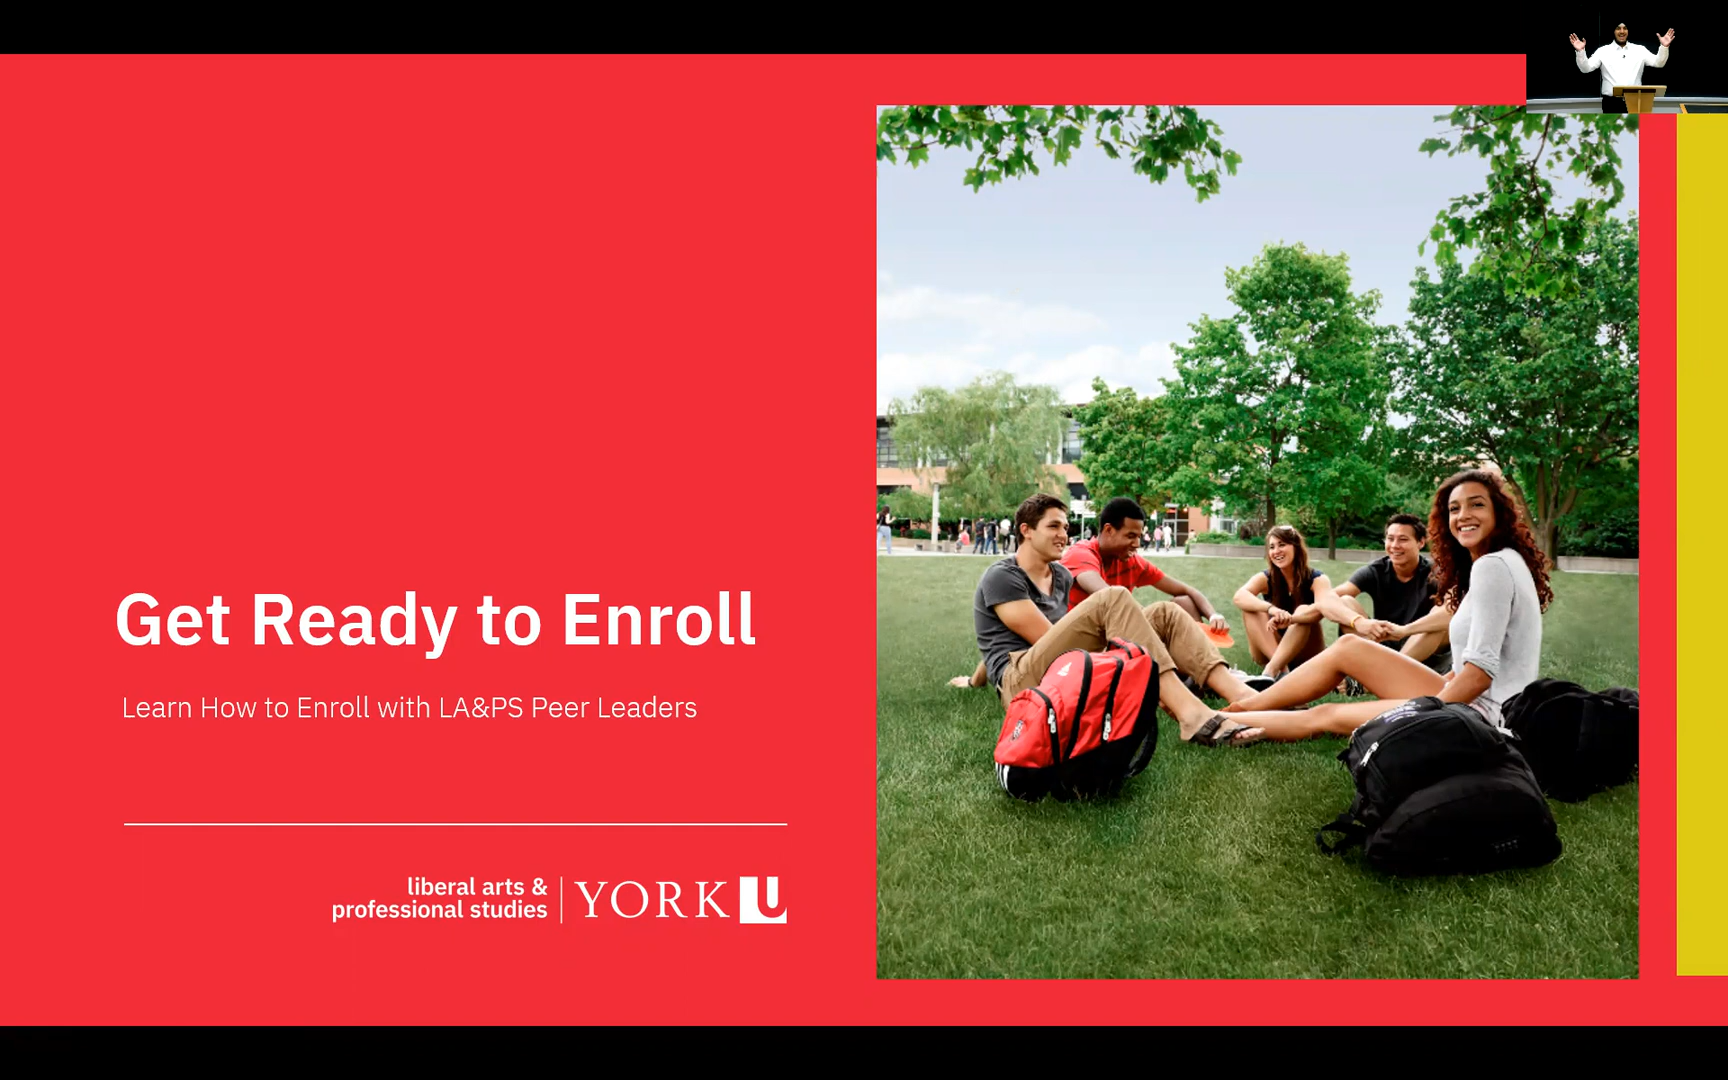 Get Ready to Enroll
Learn How to Enroll with LA&PS Peer Leaders
liberal arts &
professional studies
YORK U